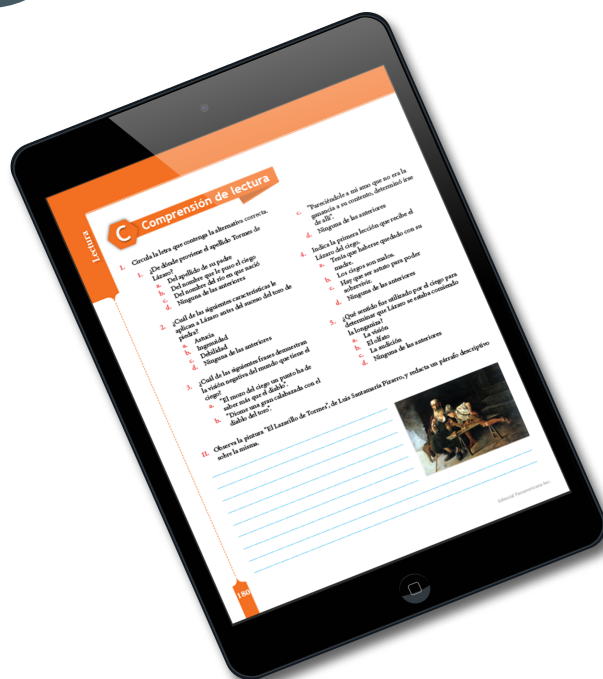 Lectura
C
Comprensión de lectura
I. Circula la letra que contenga la alternativa correcta.
1. ¿De dónde proviene el apellido Tormes de
Lázaro?
a. Del apellido de su padre
b. Del nombre que le puso el ciego
c. Del nombre del río en que nació
d. Ninguna de las anteriores
2. ¿Cuál de las siguientes características le
aplican a Lázaro antes del suceso del toro de
piedra?
a. Astucia
b. Ingenuidad
c. Debilidad
d. Ninguna de las anteriores
3. ¿Cuál de las siguientes frases demuestran
la visión negativa del mundo que tiene el
ciego?
a. "El mozo del ciego un punto ha de
saber más que el diablo".
b. "Diome una gran calabazada con el
diablo del toro".
c. "Pareciéndole a mi amo que no era la
ganancia a su contento, determinó irse
de allí".
d. Ninguna de las anteriores
4. Indica la primera lección que recibe el
Lázaro del ciego.
a. Tenía que haberse quedado con su
madre.
b. Los ciegos son malos.
c. Hay que ser astuto para poder
sobrevivir.
d. Ninguna de las anteriores
5. ¿Qué sentido fue utilizado por el ciego para
determinar que Lázaro se estaba comiendo
la longaniza?
a. La visión
b. El olfato
c. La audición
d. Ninguna de las anteriores
II. Observa la pintura "El Lazarillo de Tormes", de Luis Santamaría Pizarro, y redacta un párrafo descriptivo
sobre la misma.
Editorial Panamericana Inc.
180